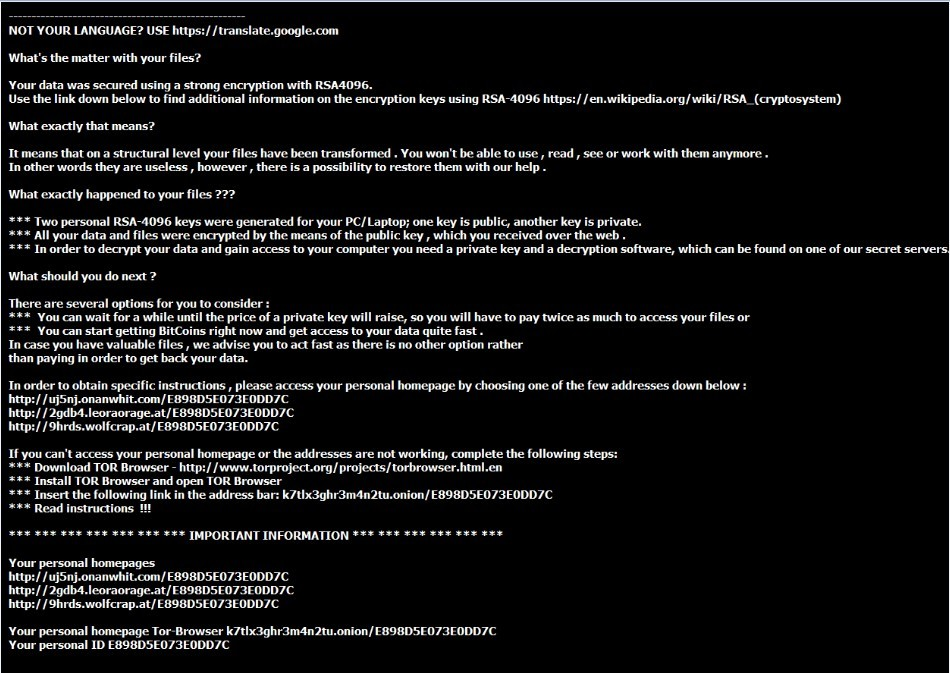 ----------------------------------------------------
NOT YOUR LANGUAGE? USE https://translate.google.com
What's the matter with your files?
Your data was secured using a strong encryption with RSA4096.
Use the link down below to find additional information on the encryption keys using RSA-4096 https://en.wikipedia.org/wiki/RSA_(cryptosystem)
What exactly that means?
It means that on a structural level your files have been transformed . You won't be able to use , read , see or work with them anymore .
In other words they are useless , however , there is a possibility to restore them with our help .
What exactly happened to your files ???
*** Two personal RSA-4096 keys were generated for your PC/Laptop; one key is public, another key is private.
*** All your data and files were encrypted by the means of the public key , which you received over the web .
*** In order to decrypt your data and gain access to your computer you need a private key and a decryption software, which can be found on one of our secret servers.
What should you do next ?
There are several options for you to consider :
*** You can wait for a while until the price of a private key will raise, so you will have to pay twice as much to access your files or
*** You can start getting BitCoins right now and get access to your data quite fast .
In case you have valuable files , we advise you to act fast as there is no other option rather
than paying in order to get back your data.
In order to obtain specific instructions , please access your personal homepage by choosing one of the few addresses down below :
http://uj5nj.onanwhit.com/E898D5E073E0DD7C
http://2gdb4.leoraorage.at/E898D5E073E0DD7C
http://9hrds.wolfcrap.at/E898D5E073E0DD7C
If you can't access your personal homepage or the addresses are not working, complete the following steps:
*** Download TOR Browser - http://www.torproject.org/projects/torbrowser.html.en
*** Install TOR Browser and open TOR Browser
*** Insert the following link in the address bar: k7tlx3ghr3m4n2tu.onion/E898D5E073E0DD7C
*** Read instructions !!!
*** *** *** *** *** *** *** IMPORTANT INFORMATION *** *** *** *** *** ***
Your personal homepages
http://uj5nj.onanwhit.com/E898D5E073E0DD7C
http://2gdb4.leoraorage.at/E898D5E073E0DD7C
http://9hrds.wolfcrap.at/E898D5E073E0DD7C
Your personal homepage Tor-Browser k7tlx3ghr3m4n2tu.onion/E898D5E073E0DD7C
Your personal ID E898D5E073E0DD7C